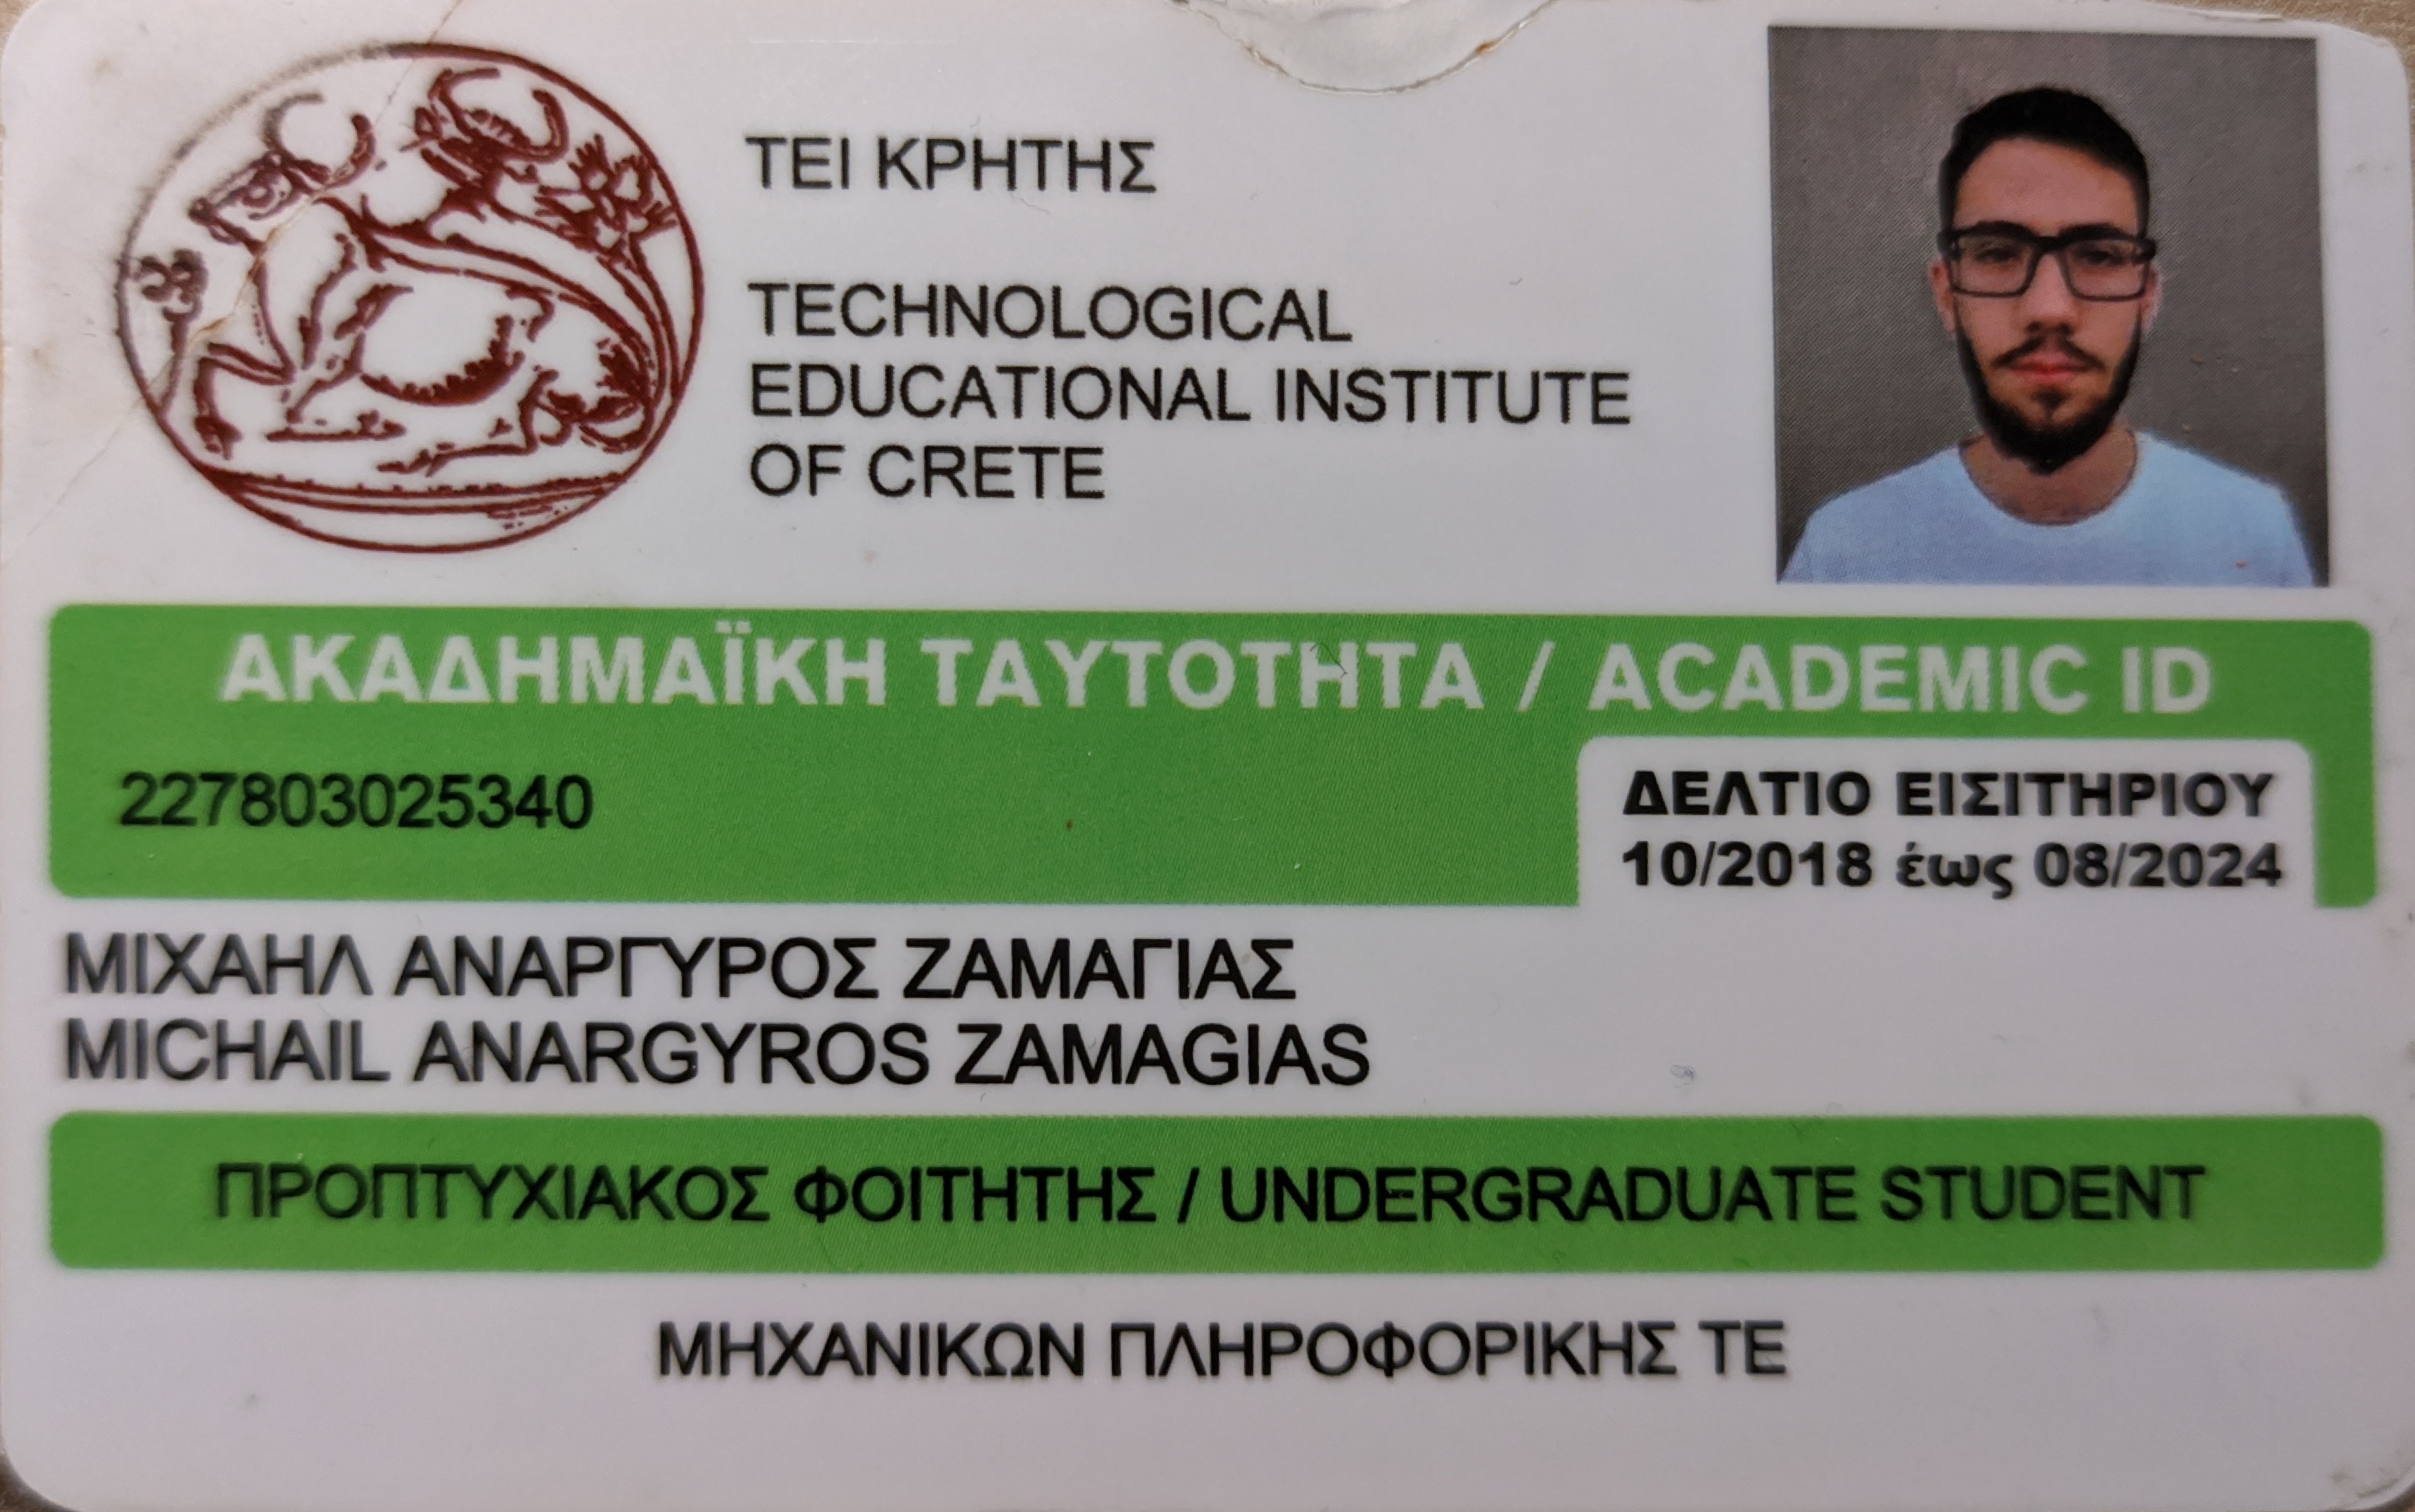 ΤΕΙ ΚΡΗΤΗΣ
TECHNOLOGICAL
EDUCATIONAL INSTITUTE
OF CRETE
ΑΚΑΔΗΜΑΪΚΗ ΤΑΥΤΟΤΗΤΑ / ACADEMIC ID
227803025340
ΔΕΛΤΙΟ ΕΙΣΙΤΗΡΙΟΥ
10/2018 έως 08/2024
ΜΙΧΑΗΛ ΑΝΑΡΓΥΡΟΣ ΖΑΜΑΓΙΑΣ
MICHAIL ANARGYROS ZAMAGIAS
ΠΡΟΠΤΥΧΙΑΚΟΣ ΦΟΙΤΗΤΗΣ / UNDERGRADUATE STUDENT
ΜΗΧΑΝΙΚΩΝ ΠΛΗΡΟΦΟΡΙΚΗΣ ΤΕ